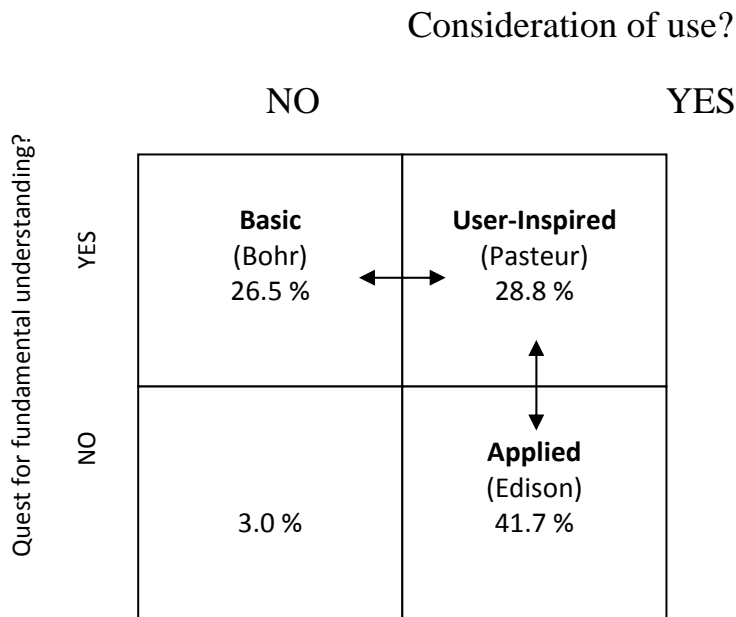 Consideration of use?
NO YES
Quest for fundamental understanding?
YES
Basic
(Bohr)
26.5 %
User-Inspired
(Pasteur)
28.8 %
NO
3.0 %
Applied
(Edison)
41.7 %